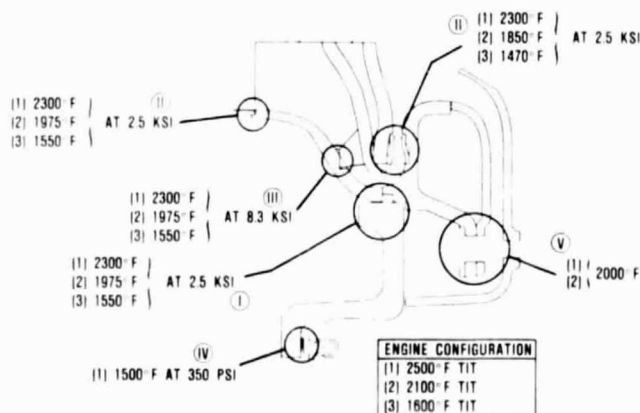 (II)
(1) 2300°F
(2) 1850°F } AT 2.5 KSI
(3) 1470°F
(II)
(1) 2300°F
(2) 1975°F } AT 2.5 KSI
(3) 1550°F
(III)
(1) 2300°F
(2) 1975°F } AT 8.3 KSI
(3) 1550°F
(1) 2300°F
(2) 1975°F } AT 2.5 KSI
(3) 1550°F
(I)
(V)
(1)
(2) { 2000°F
(IV)
(1) 1500°F AT 350 PSI
ENGINE CONFIGURATION
(1) 2500°F TIT
(2) 2100°F TIT
(3) 1600°F TIT